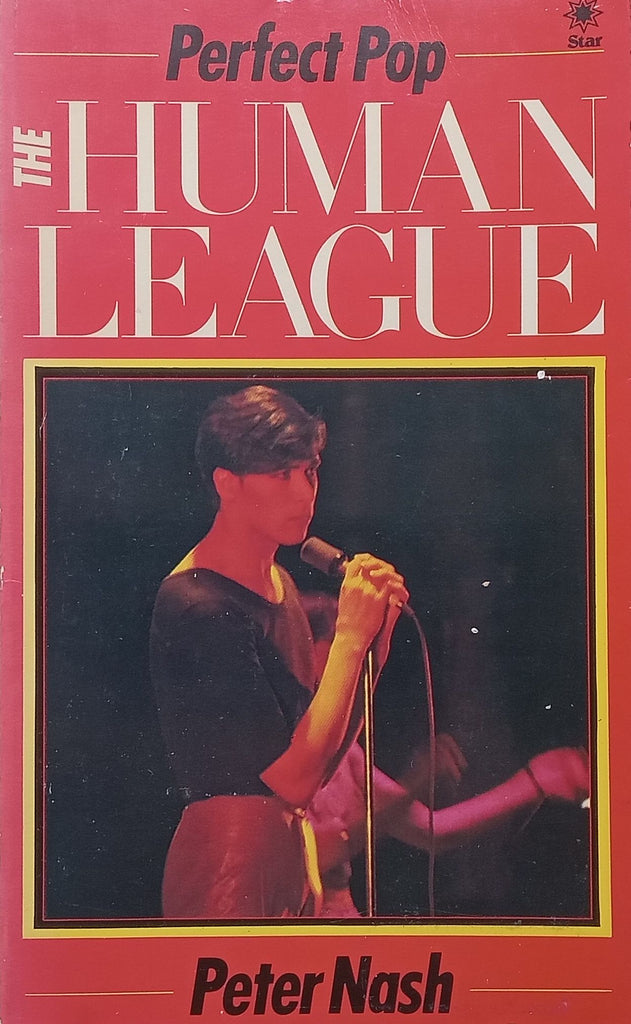 Star
Perfect Pop
THE
HUMAN
LEAGUE
Peter Nash